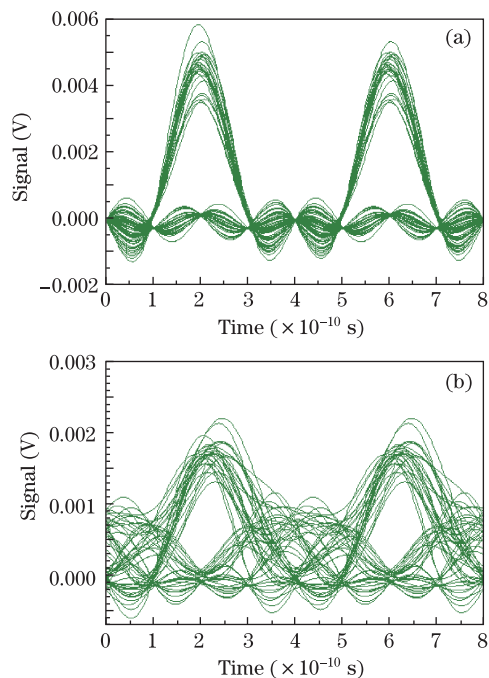 (a)
0.006
0.004
0.002
0.000
−0.002
Signal (V)
0 1 2 3 4 5 6 7 8
Time (×10⁻¹⁰ s)
(b)
0.003
0.002
0.001
0.000
Signal (V)
0 1 2 3 4 5 6 7 8
Time (×10⁻¹⁰ s)